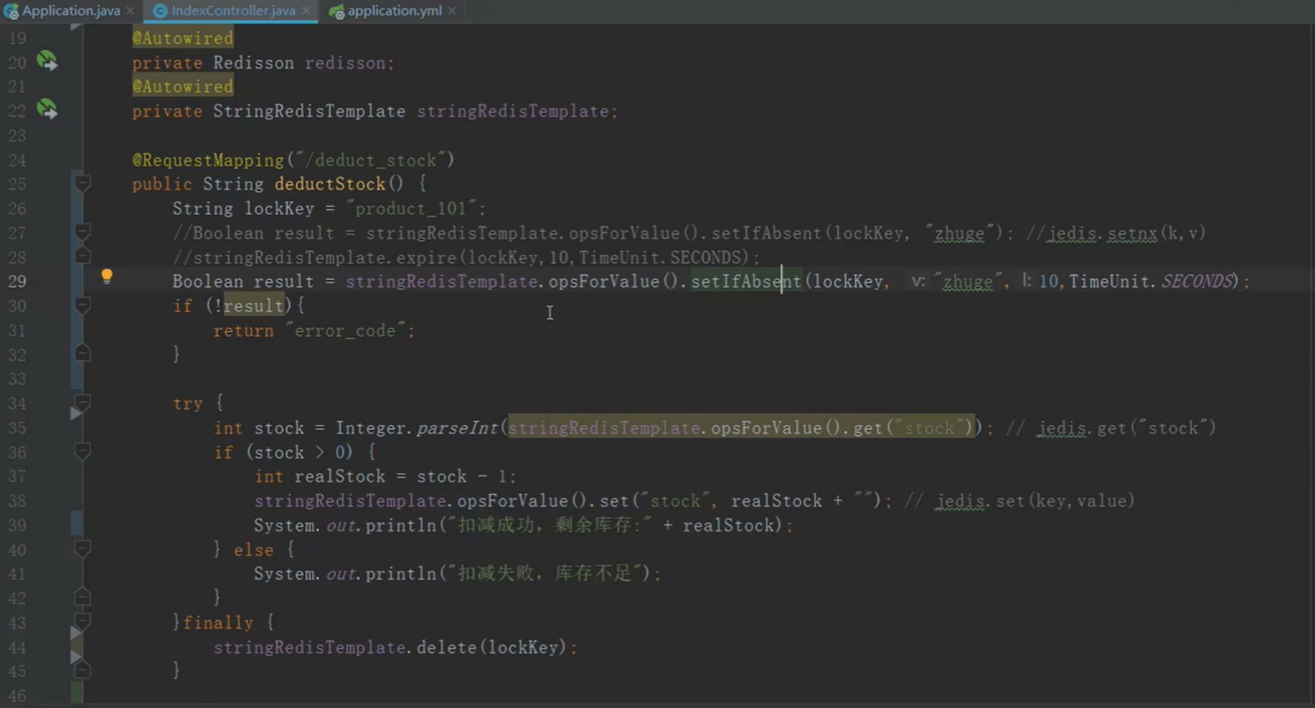 Application.java × IndexController.java × application.yml ×
19 @Autowired
20 private Redisson redisson;
21 @Autowired
22 private StringRedisTemplate stringRedisTemplate;
23
24 @RequestMapping("/deduct_stock")
25 public String deductStock() {
26 String lockKey = "product_101";
27 //Boolean result = stringRedisTemplate.opsForValue().setIfAbsent(lockKey, "zhuge"); //jedis.setnx(k,v)
28 //stringRedisTemplate.expire(lockKey,10,TimeUnit.SECONDS);
29 Boolean result = stringRedisTemplate.opsForValue().setIfAbsent(lockKey, v: "zhuge", l: 10,TimeUnit.SECONDS);
30 if (!result){
31 return "error_code";
32 }
33
34 try {
35 int stock = Integer.parseInt(stringRedisTemplate.opsForValue().get("stock")); // jedis.get("stock")
36 if (stock > 0) {
37 int realStock = stock - 1;
38 stringRedisTemplate.opsForValue().set("stock", realStock + ""); // jedis.set(key,value)
39 System.out.println("扣减成功，剩余库存:" + realStock);
40 } else {
41 System.out.println("扣减失败，库存不足");
42 }
43 }finally {
44 stringRedisTemplate.delete(lockKey);
45 }
46